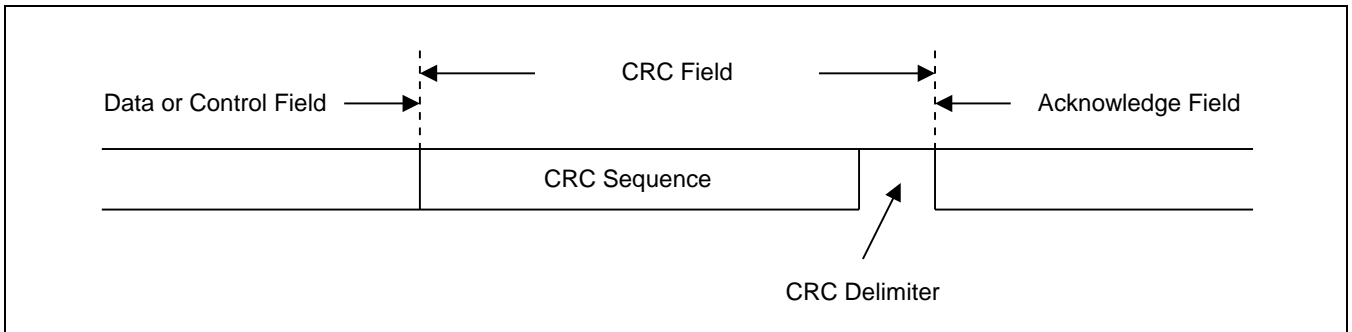 CRC Field
Data or Control Field
Acknowledge Field
CRC Sequence
CRC Delimiter